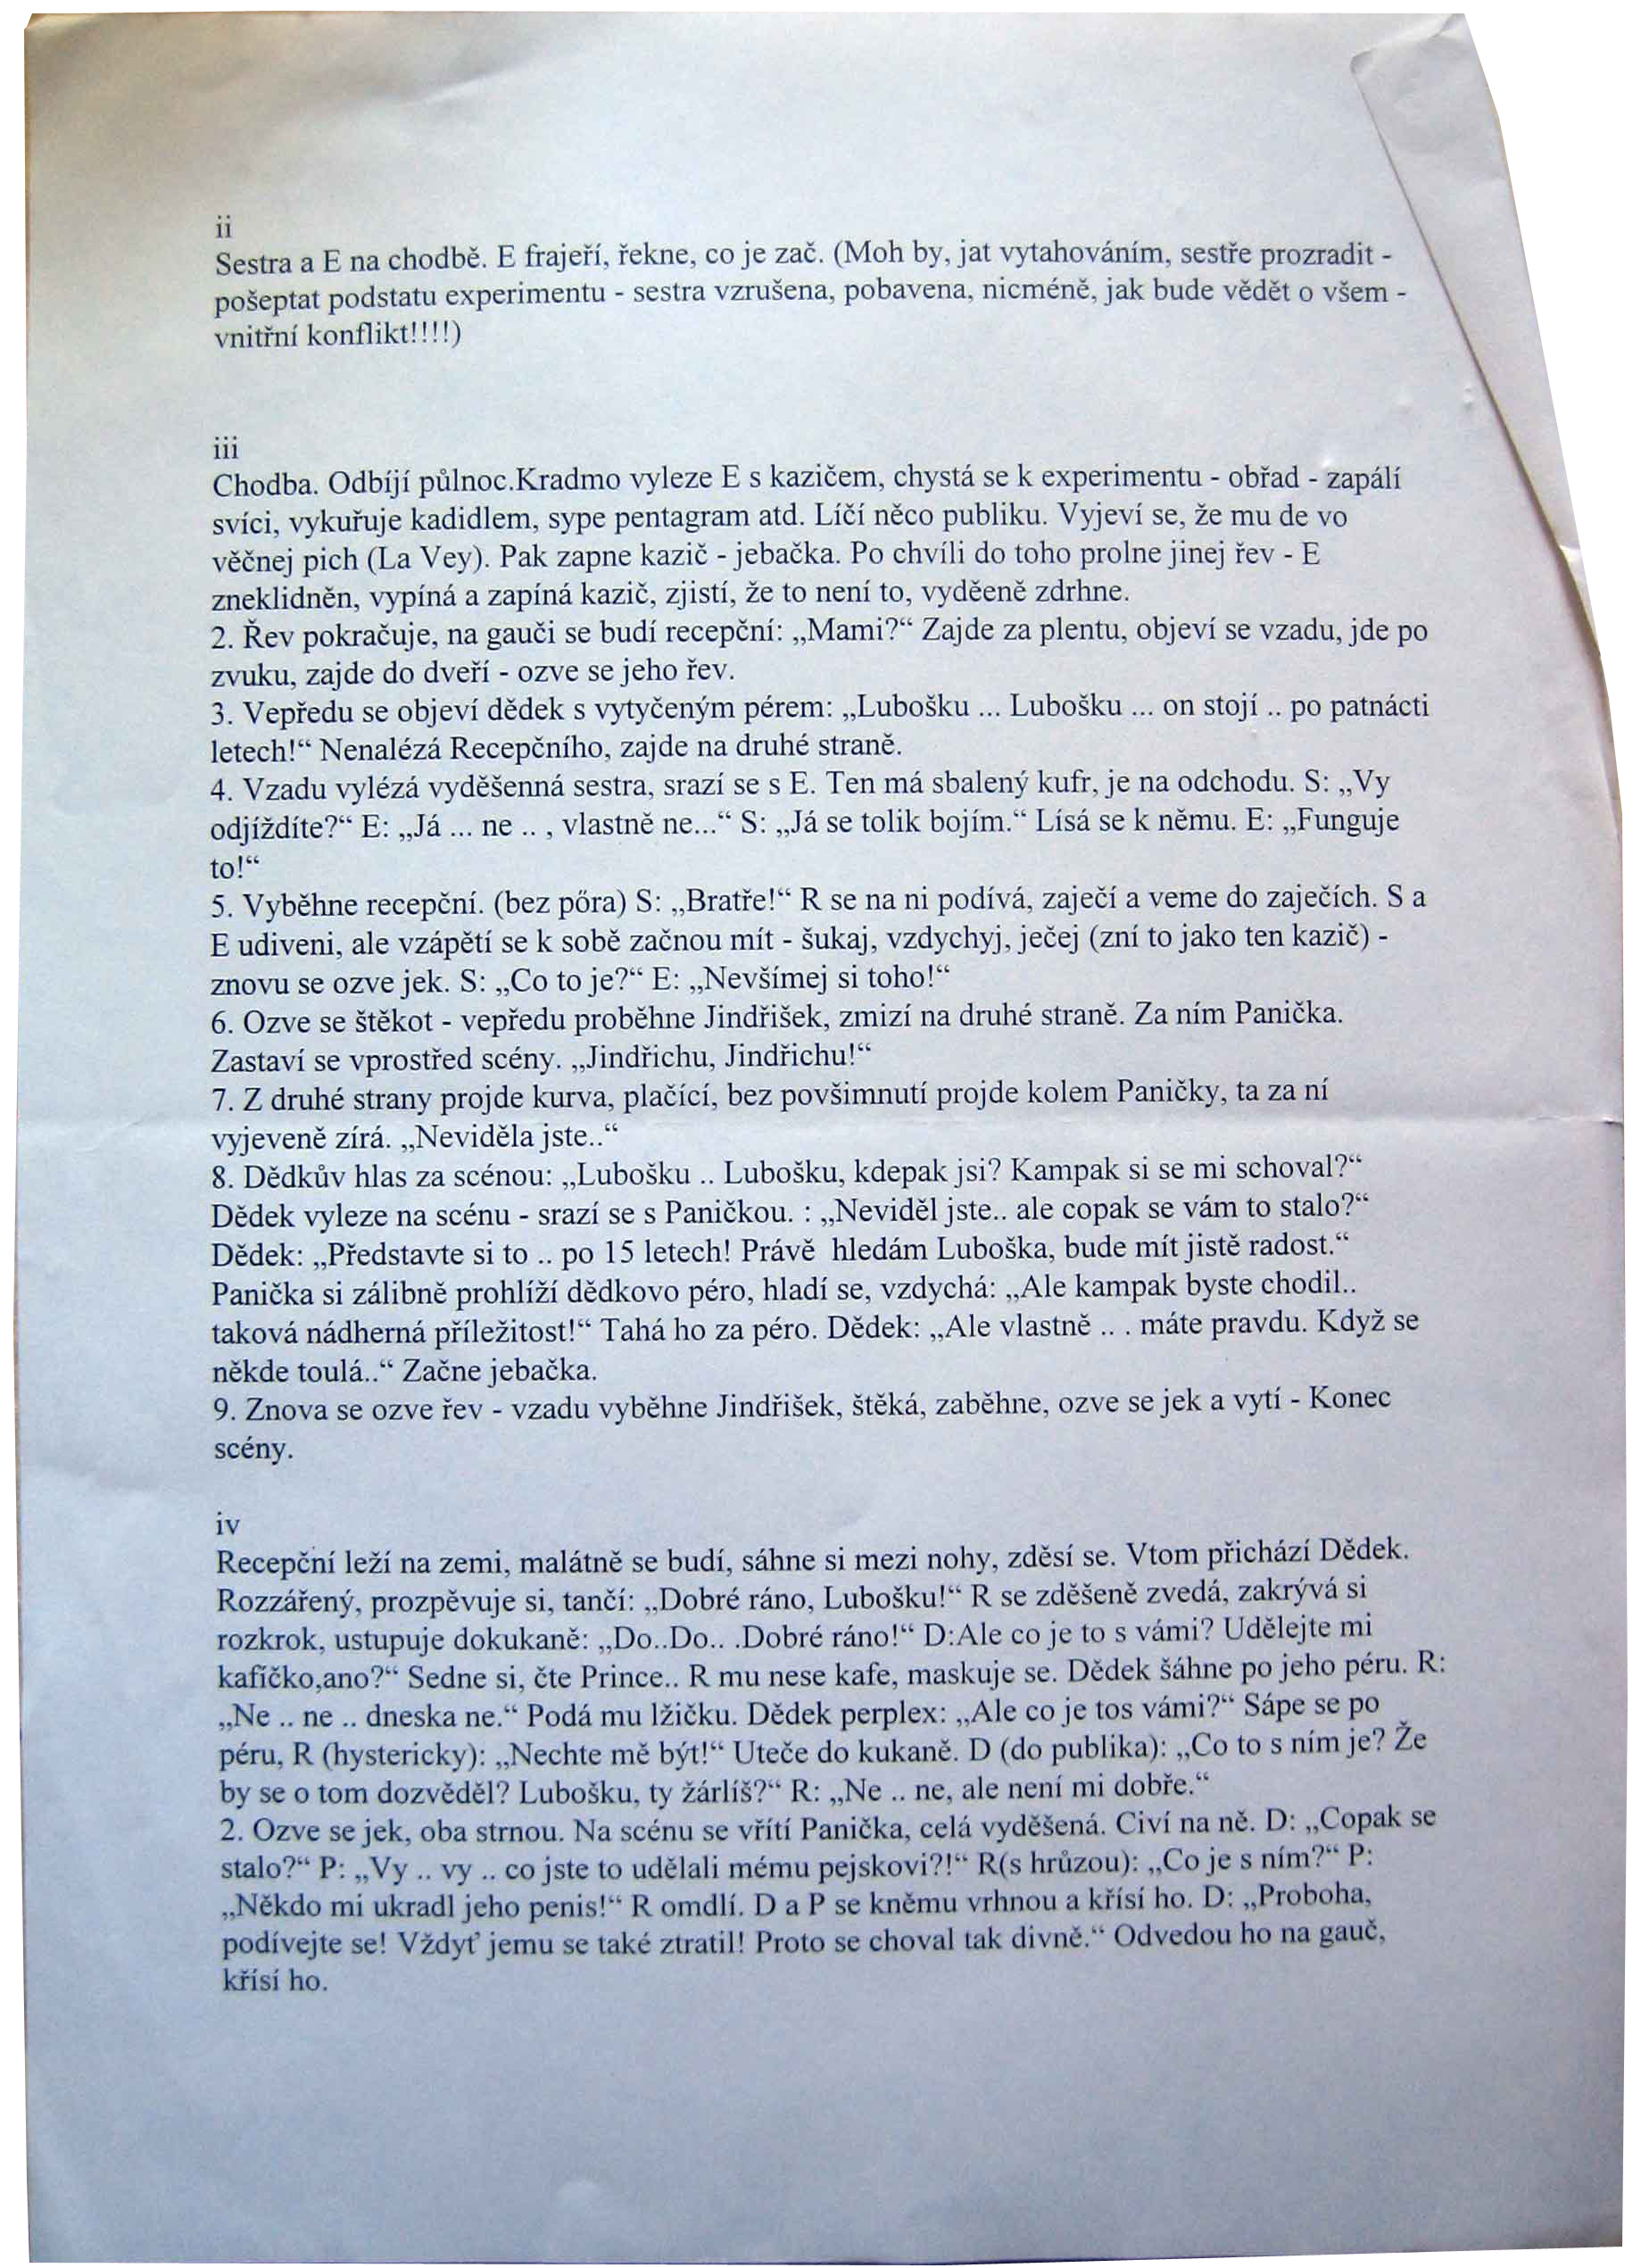 ii
Sestra a E na chodbě. E frajeří, řekne, co je zač. (Moh by, jat vytahováním, sestře prozradit -
pošeptat podstatu experimentu - sestra vzrušena, pobavena, nicméně, jak bude vědět o všem -
vnitřní konflikt!!!!)
iii
Chodba. Odbíjí půlnoc.Kradmo vyleze E s kazičem, chystá se k experimentu - obřad - zapálí
svíci, vykuřuje kadidlem, sype pentagram atd. Líčí něco publiku. Vyjeví se, že mu de vo
věčnej pich (La Vey). Pak zapne kazič - jebačka. Po chvíli do toho prolne jinej řev - E
zneklidněn, vypíná a zapíná kazič, zjistí, že to není to, vyděeně zdrhne.
2. Řev pokračuje, na gauči se budí recepční: „Mami?“ Zajde za plentu, objeví se vzadu, jde po
zvuku, zajde do dveří - ozve se jeho řev.
3. Vepředu se objeví dědek s vytyčeným pérem: „Lubošku ... Lubošku ... on stojí .. po patnácti
letech!“ Nenalézá Recepčního, zajde na druhé straně.
4. Vzadu vylézá vyděšenná sestra, srazí se s E. Ten má sbalený kufr, je na odchodu. S: „Vy
odjíždíte?“ E: „Já ... ne .. , vlastně ne...“ S: „Já se tolik bojím.“ Lísá se k němu. E: „Funguje
to!“
5. Vyběhne recepční. (bez pőra) S: „Bratře!“ R se na ni podívá, zaječí a veme do zaječích. S a
E udiveni, ale vzápětí se k sobě začnou mít - šukaj, vzdychyj, ječej (zní to jako ten kazič) -
znovu se ozve jek. S: „Co to je?“ E: „Nevšímej si toho!“
6. Ozve se štěkot - vepředu proběhne Jindřišek, zmizí na druhé straně. Za ním Panička.
Zastaví se vprostřed scény. „Jindřichu, Jindřichu!“
7. Z druhé strany projde kurva, plačící, bez povšimnutí projde kolem Paničky, ta za ní
vyjeveně zírá. „Neviděla jste..“
8. Dědkův hlas za scénou: „Lubošku .. Lubošku, kdepak jsi? Kampak si se mi schoval?“
Dědek vyleze na scénu - srazí se s Paničkou. : „Neviděl jste.. ale copak se vám to stalo?“
Dědek: „Představte si to .. po 15 letech! Právě hledám Luboška, bude mít jistě radost.“
Panička si zálibně prohlíží dědkovo péro, hladí se, vzdychá: „Ale kampak byste chodil..
taková nádherná příležitost!“ Tahá ho za péro. Dědek: „Ale vlastně .. . máte pravdu. Když se
někde toulá..“ Začne jebačka.
9. Znova se ozve řev - vzadu vyběhne Jindřišek, štěká, zaběhne, ozve se jek a vytí - Konec
scény.
iv
Recepční leží na zemi, malátně se budí, sáhne si mezi nohy, zděsí se. Vtom přichází Dědek.
Rozzářený, prozpěvuje si, tančí: „Dobré ráno, Lubošku!“ R se zděšeně zvedá, zakrývá si
rozkrok, ustupuje dokukaně: „Do..Do.. .Dobré ráno!“ D:Ale co je to s vámi? Udělejte mi
kafíčko,ano?“ Sedne si, čte Prince.. R mu nese kafe, maskuje se. Dědek šáhne po jeho péru. R:
„Ne .. ne .. dneska ne.“ Podá mu lžičku. Dědek perplex: „Ale co je tos vámi?“ Sápe se po
péru, R (hystericky): „Nechte mě být!“ Uteče do kukaně. D (do publika): „Co to s ním je? Že
by se o tom dozvěděl? Lubošku, ty žárlíš?“ R: „Ne .. ne, ale není mi dobře.“
2. Ozve se jek, oba strnou. Na scénu se vřítí Panička, celá vyděšená. Civí na ně. D: „Copak se
stalo?“ P: „Vy .. vy .. co jste to udělali mému pejskovi?!“ R(s hrůzou): „Co je s ním?“ P:
„Někdo mi ukradl jeho penis!“ R omdlí. D a P se kněmu vrhnou a křísí ho. D: „Proboha,
podívejte se! Vždyť jemu se také ztratil! Proto se choval tak divně.“ Odvedou ho na gauč,
křísí ho.